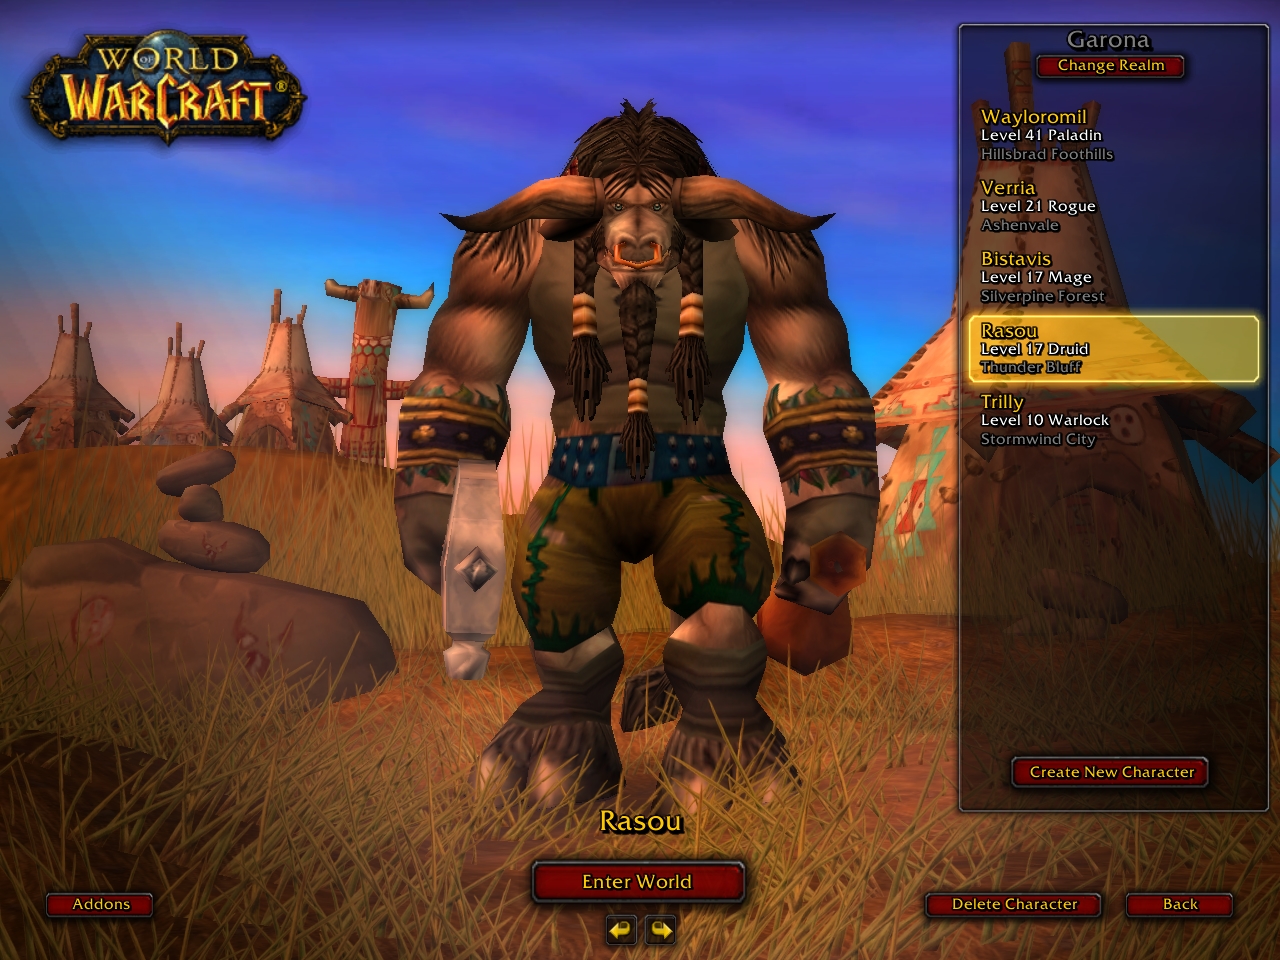 WORLD OF WARCRAFT®
Garona
Change Realm
Wayloromil
Level 41 Paladin
Hillsbrad Foothills
Verria
Level 21 Rogue
Ashenvale
Bistavis
Level 17 Mage
Silverpine Forest
Rasou
Level 17 Druid
Thunder Bluff
Trilly
Level 10 Warlock
Stormwind City
Create New Character
Rasou
Enter World
Addons
Delete Character
Back